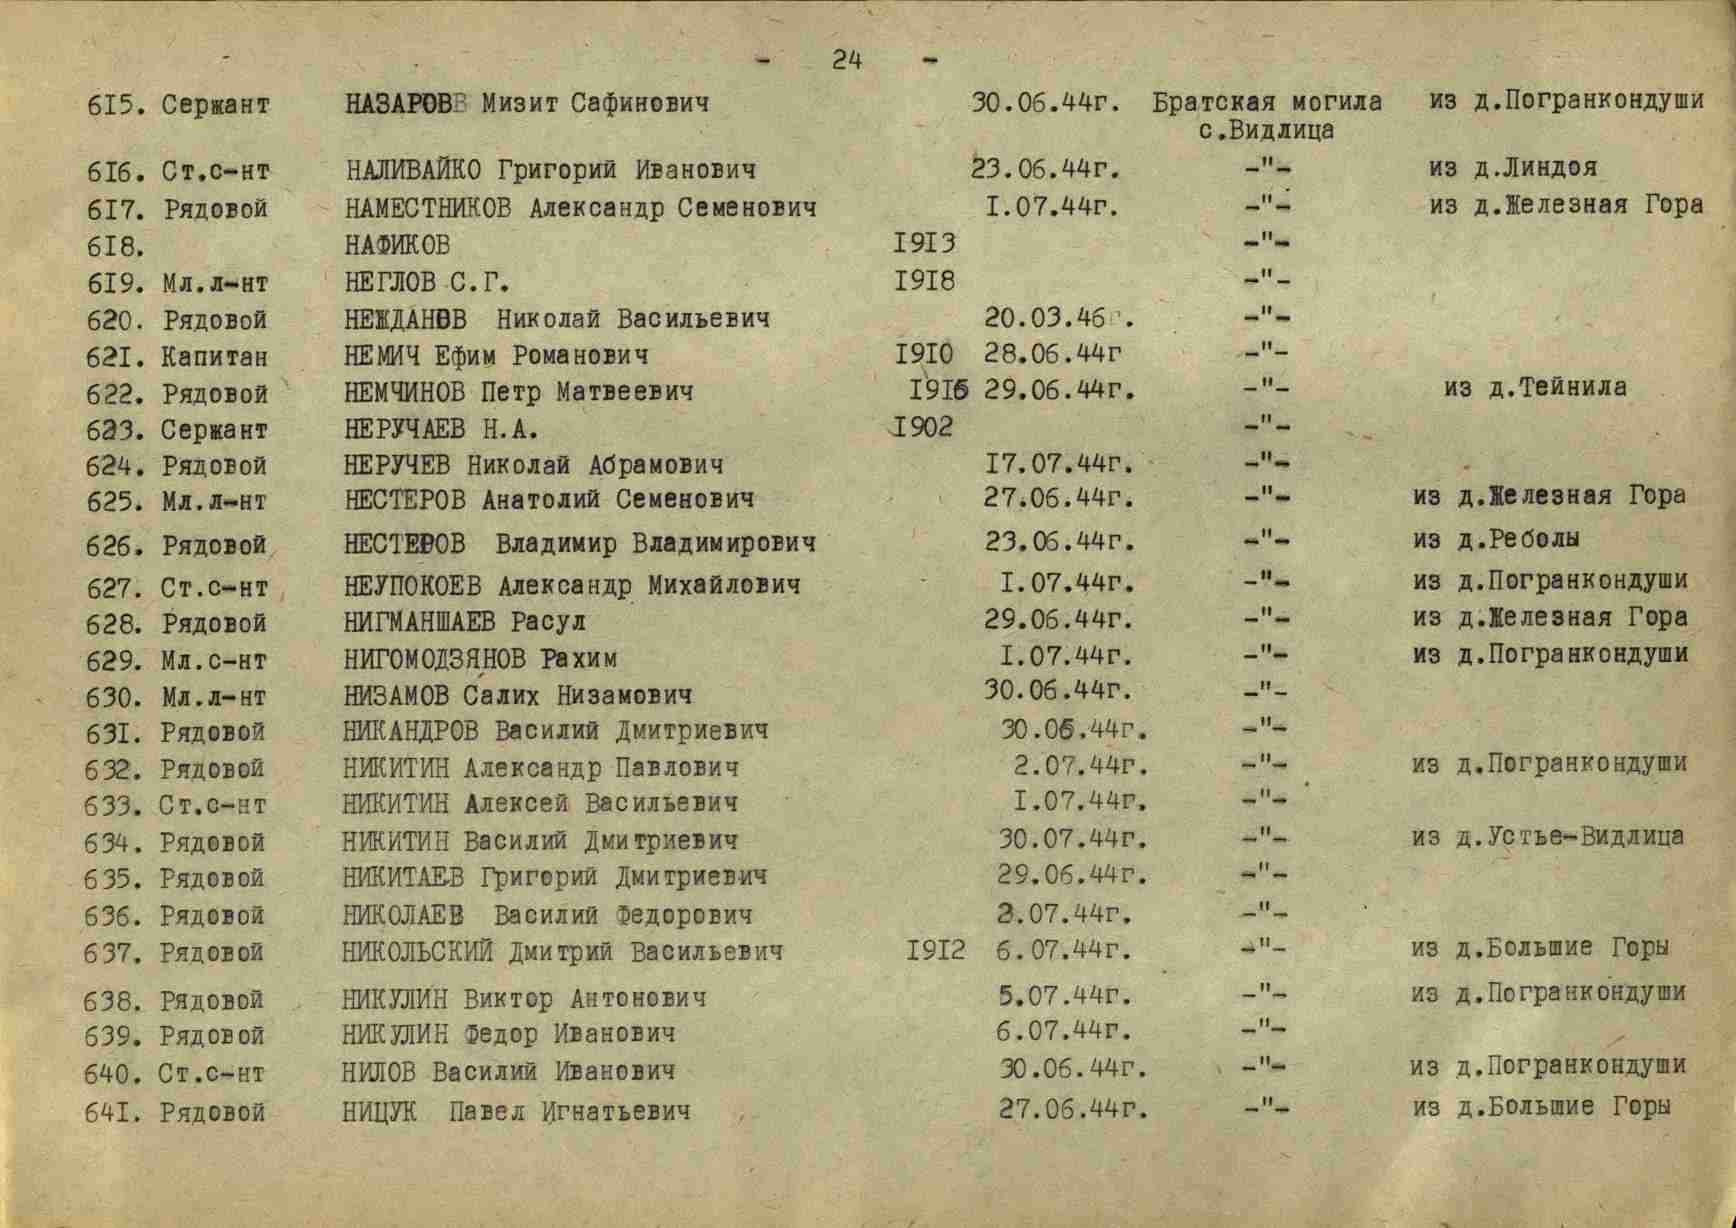 - 24 -
615. Сержант НАЗАРОВ Мизит Сафинович 30.06.44г. Братская могила из д.Погранкондуши
с.Видлица
616. Ст.с-нт НАЛИВАЙКО Григорий Иванович 23.06.44г. -"- из д.Линдоя
617. Рядовой НАМЕСТНИКОВ Александр Семенович I.07.44г. -"- из д.Железная Гора
618. НАФИКОВ I9I3 -"-
619. Мл.л-нт НЕГЛОВ С.Г. I9I8 -"-
620. Рядовой НЕЖДАНОВ Николай Васильевич 20.03.46г. -"-
621. Капитан НЕМИЧ Ефим Романович I9I0 28.06.44г -"-
622. Рядовой НЕМЧИНОВ Петр Матвеевич 29.06.44г. -"- из д.Тейнила
623. Сержант НЕРУЧАЕВ Н.А. I902 -"-
624. Рядовой НЕРУЧЕВ Николай Абрамович I7.07.44г. -"-
625. Мл.л-нт НЕСТЕРОВ Анатолий Семенович 27.06.44г. -"- из д.Железная Гора
626. Рядовой НЕСТЕРОВ Владимир Владимирович 23.06.44г. -"- из д.Реболы
627. Ст.с-нт НЕУПОКОЕВ Александр Михайлович I.07.44г. -"- из д.Погранкондуши
628. Рядовой НИГМАНШАЕВ Расул 29.06.44г. -"- из д.Железная Гора
629. Мл.с-нт НИГОМОДЗЯНОВ Рахим I.07.44г. -"- из д.Погранкондуши
630. Мл.л-нт НИЗАМОВ Салих Низамович 30.06.44г. -"-
631. Рядовой НИКАНДРОВ Василий Дмитриевич 30.06.44г. -"-
632. Рядовой НИКИТИН Александр Павлович 2.07.44г. -"- из д.Погранкондуши
633. Ст.с-нт НИКИТИН Алексей Васильевич I.07.44г. -"-
634. Рядовой НИКИТИН Василий Дмитриевич 30.07.44г. -"- из д.Устье-Видлица
635. Рядовой НИКИТАЕВ Григорий Дмитриевич 29.06.44г. -"-
636. Рядовой НИКОЛАЕВ Василий Федорович 2.07.44г. -"-
637. Рядовой НИКОЛЬСКИЙ Дмитрий Васильевич I9I2 6.07.44г. -"- из д.Большие Горы
638. Рядовой НИКУЛИН Виктор Антонович 5.07.44г. -"- из д.Погранкондуши
639. Рядовой НИКУЛИН Федор Иванович 6.07.44г. -"-
640. Ст.с-нт НИЛОВ Василий Иванович 30.06.44г. -"- из д.Погранкондуши
641. Рядовой НИЦУК Павел Игнатьевич 27.06.44г. -"- из д.Большие Горы